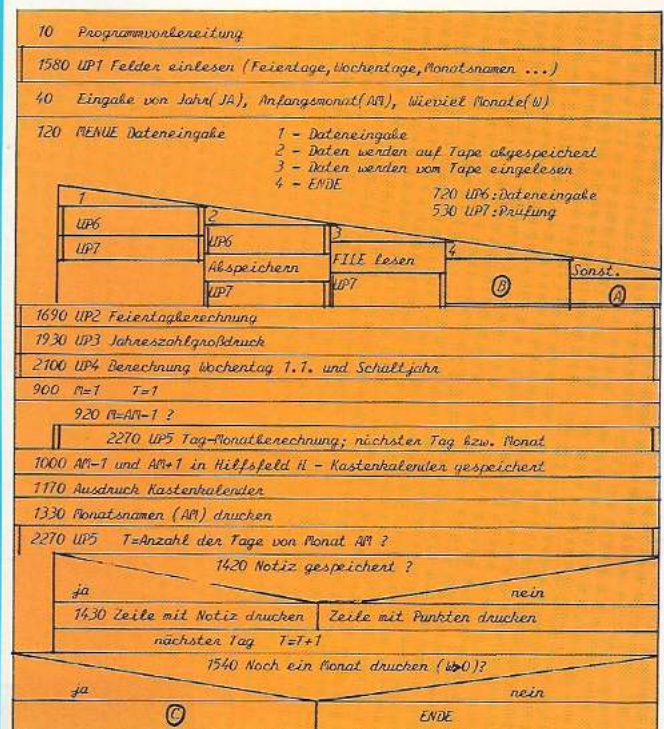 10 Programmvorbereitung
1580 UP1 Felder einlesen (Feiertage, Wochentage, Monatsnamen ...)
40 Eingabe von Jahr(JA), Anfangsmonat(AM), Wieviel Monate(W)
120 MENUE Dateneingabe 1 - Dateneingabe
2 - Daten werden auf Tape abgespeichert
3 - Daten werden vom Tape eingelesen
4 - ENDE
720 UP6:Dateneingabe
530 UP7:Prüfung
1 2 3 4 Sonst.
UP6 UP6 FILE lesen B A
UP7 Abspeichern UP7
UP7
1690 UP2 Feiertagberechnung
1930 UP3 Jahreszahlgroßdruck
2100 UP4 Berechnung Wochentag 1.1. und Schaltjahr
900 M=1 T=1
920 M=AM-1 ?
2270 UP5 Tag-Monatberechnung; nächster Tag bzw. Monat
1000 AM-1 und AM+1 in Hilfsfeld H - Kastenkalender gespeichert
1170 Ausdruck Kastenkalender
1330 Monatsnamen (AM) drucken
2270 UP5 T=Anzahl der Tage von Monat AM ?
1420 Notiz gespeichert ?
ja nein
1430 Zeile mit Notiz drucken Zeile mit Punkten drucken
nächster Tag T=T+1
1540 Noch ein Monat drucken (W>0)?
ja nein
C ENDE